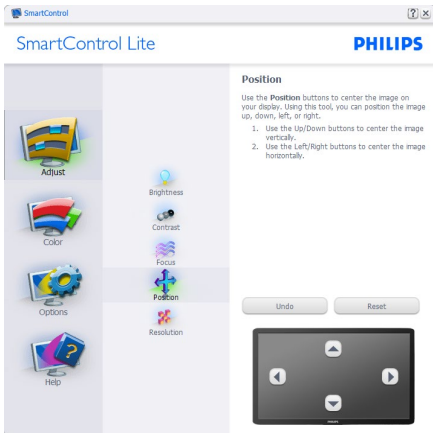 SmartControl
SmartControl Lite
PHILIPS
Adjust
Color
Options
Help
Brightness
Contrast
Focus
Position
Resolution
Position
Use the Position buttons to center the image on
your display. Using this tool, you can position the image
up, down, left, or right.
1. Use the Up/Down buttons to center the image
vertically.
2. Use the Left/Right buttons to center the image
horizontally.
Undo
Reset
PHILIPS